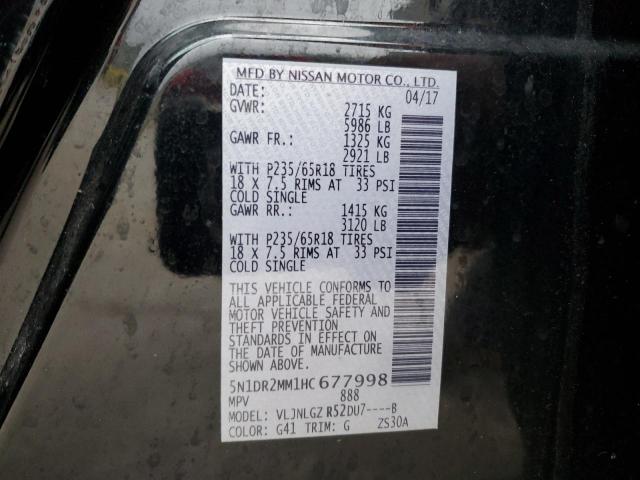 MFD BY NISSAN MOTOR CO., LTD.
DATE: 04/17
GVWR: 2715 KG
5986 LB
GAWR FR.: 1325 KG
2921 LB
WITH P235/65R18 TIRES
18 X 7.5 RIMS AT 33 PSI
COLD SINGLE
GAWR RR.: 1415 KG
3120 LB
WITH P235/65R18 TIRES
18 X 7.5 RIMS AT 33 PSI
COLD SINGLE
THIS VEHICLE CONFORMS TO
ALL APPLICABLE FEDERAL
MOTOR VEHICLE SAFETY AND
THEFT PREVENTION
STANDARDS IN EFFECT ON
THE DATE OF MANUFACTURE
SHOWN ABOVE.
5N1DR2MM1HC677998
MPV 888
MODEL: VLJNLGZ R52DU7----B
COLOR: G41 TRIM: G ZS30A